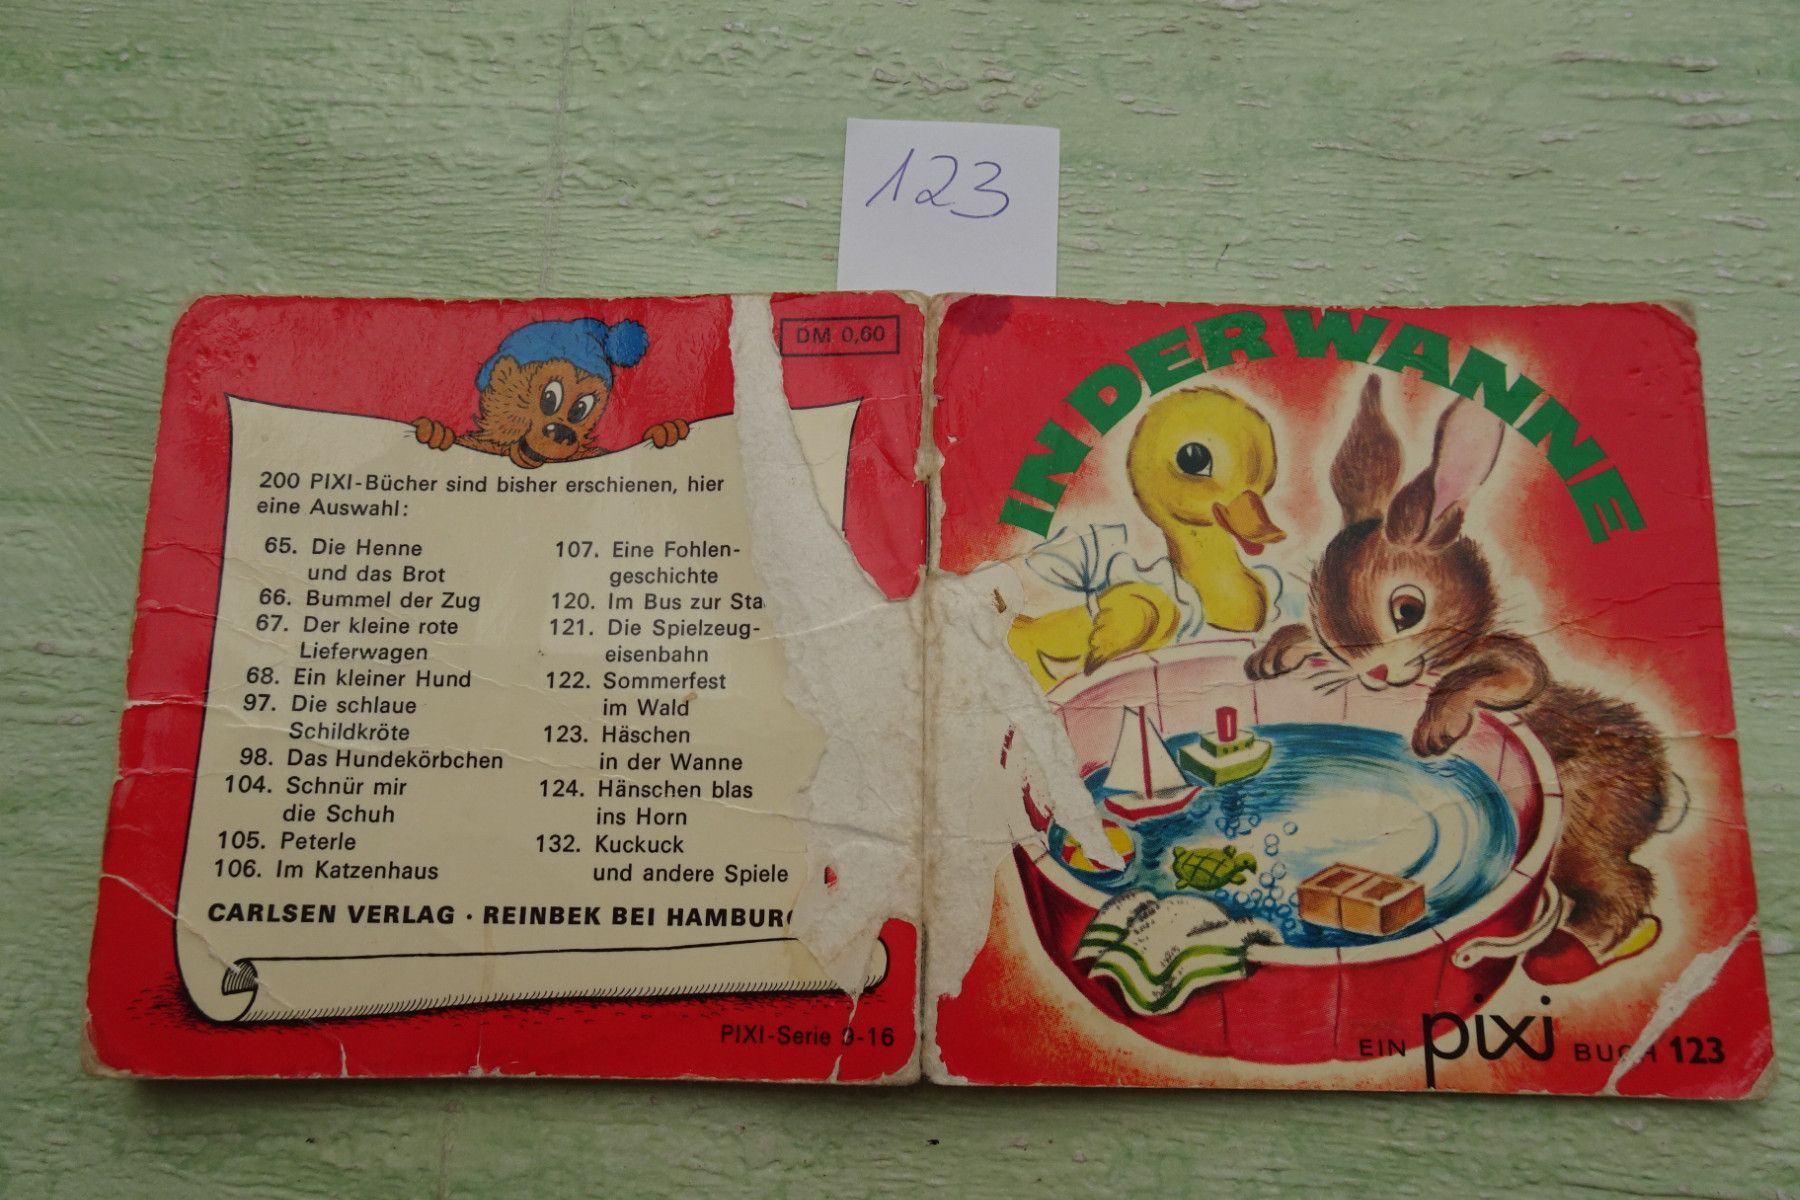 123
DM 0,60
200 PIXI-Bücher sind bisher erschienen, hier
eine Auswahl:
65. Die Henne
und das Brot
66. Bummel der Zug
67. Der kleine rote
Lieferwagen
68. Ein kleiner Hund
97. Die schlaue
Schildkröte
98. Das Hundekörbchen
104. Schnür mir
die Schuh
105. Peterle
106. Im Katzenhaus
107. Eine Fohlen-
geschichte
120. Im Bus zur
121. Die Spielzeug-
eisenbahn
122. Sommerfest
im Wald
123. Häschen
in der Wanne
124. Hänschen blas
ins Horn
132. Kuckuck
und andere Spiele
CARLSEN VERLAG · REINBEK BEI HAMBURG
PIXI-Serie 9-16
IN DER WANNE
EIN pixi BUCH 123